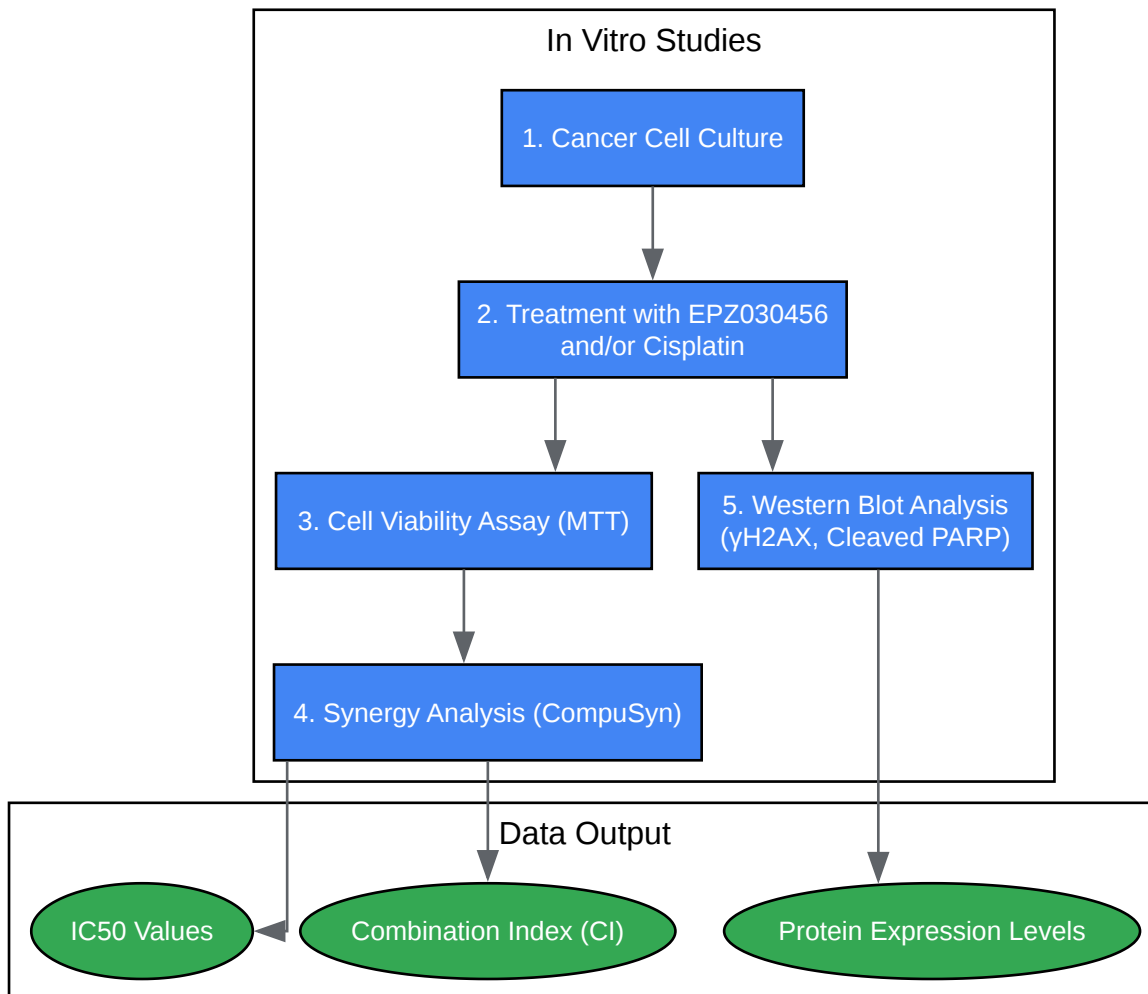 In Vitro Studies
1. Cancer Cell Culture
2. Treatment with EPZ030456
and/or Cisplatin
3. Cell Viability Assay (MTT)
5. Western Blot Analysis
(γH2AX, Cleaved PARP)
4. Synergy Analysis (CompuSyn)
Data Output
IC50 Values
Combination Index (CI)
Protein Expression Levels